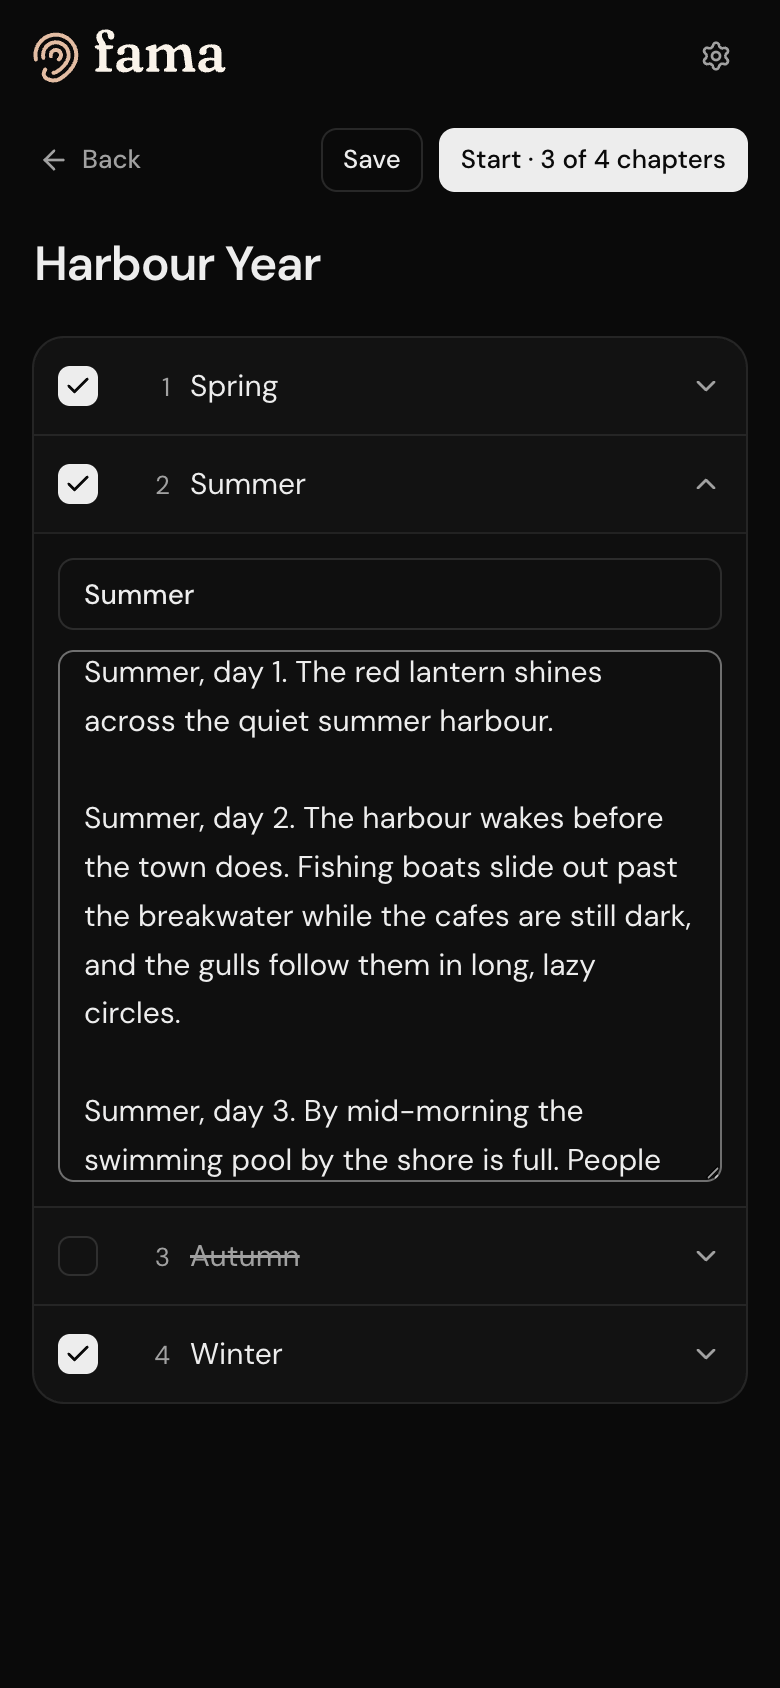 fama
Back
Save
Start · 3 of 4 chapters
Harbour Year
1 Spring
2 Summer
Summer
Summer, day 1. The red lantern shines
across the quiet summer harbour.
Summer, day 2. The harbour wakes before
the town does. Fishing boats slide out past
the breakwater while the cafes are still dark,
and the gulls follow them in long, lazy
circles.
Summer, day 3. By mid-morning the
swimming pool by the shore is full. People
3 Autumn
4 Winter